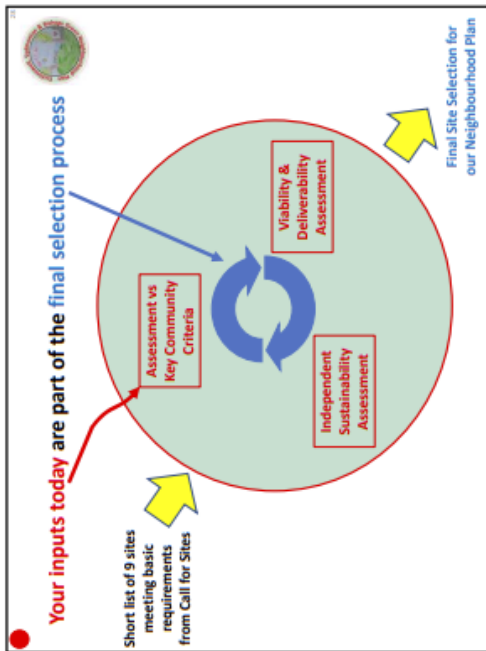 Your inputs today are part of the final selection process
Short list of 9 sites
meeting basic
requirements
from Call for Sites
Assessment vs
Key Community
Criteria
Independent
Sustainability
Assessment
Viability &
Deliverability
Assessment
Final Site Selection for
our Neighbourhood Plan